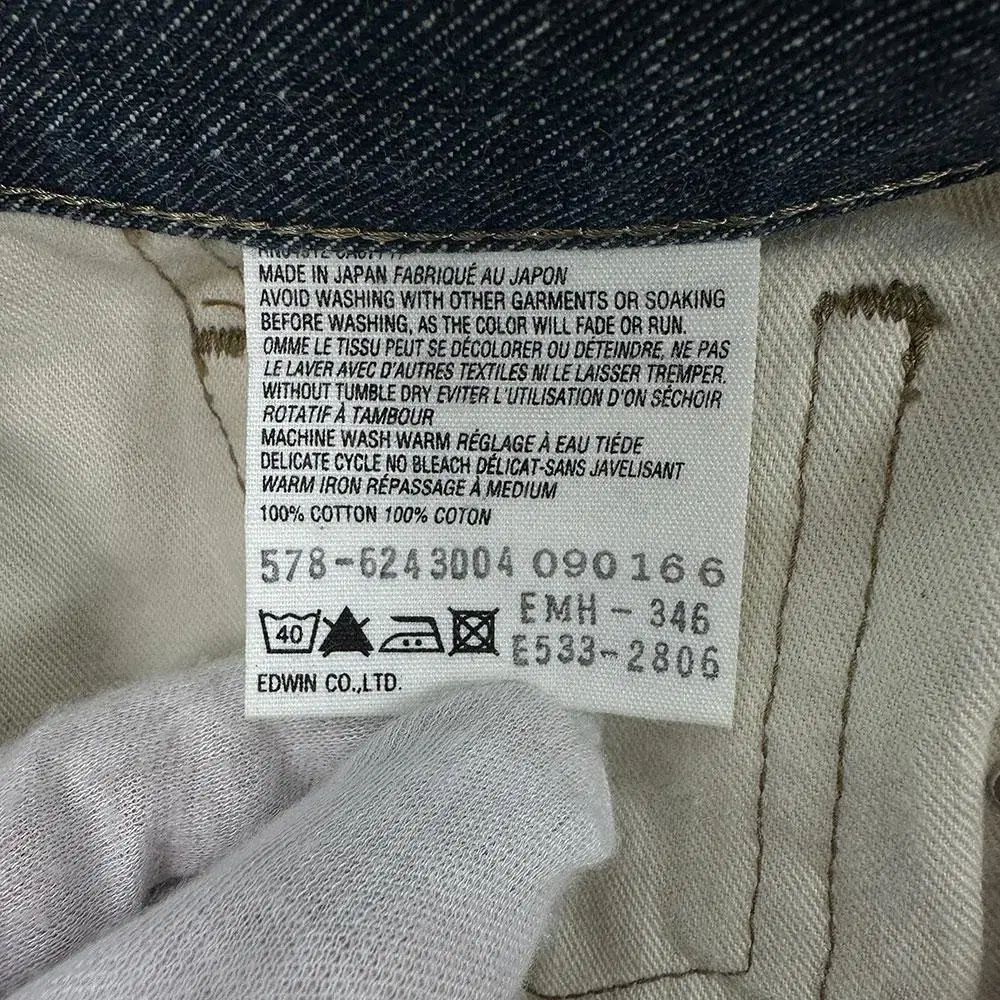 MADE IN JAPAN FABRIQUÉ AU JAPON
AVOID WASHING WITH OTHER GARMENTS OR SOAKING
BEFORE WASHING, AS THE COLOR WILL FADE OR RUN.
OMME LE TISSU PEUT SE DÉCOLORER OU DÉTEINDRE, NE PAS
LE LAVER AVEC D'AUTRES TEXTILES NI LE LAISSER TREMPER.
WITHOUT TUMBLE DRY EVITER L'UTILISATION D'ON SÉCHOIR
ROTATIF À TAMBOUR
MACHINE WASH WARM RÉGLAGE À EAU TIÉDE
DELICATE CYCLE NO BLEACH DÉLICAT-SANS JAVELISANT
WARM IRON RÉPASSAGE À MEDIUM
100% COTTON 100% COTON
578-6243004 090166
EMH-346
40
E533-2806
EDWIN CO.,LTD.